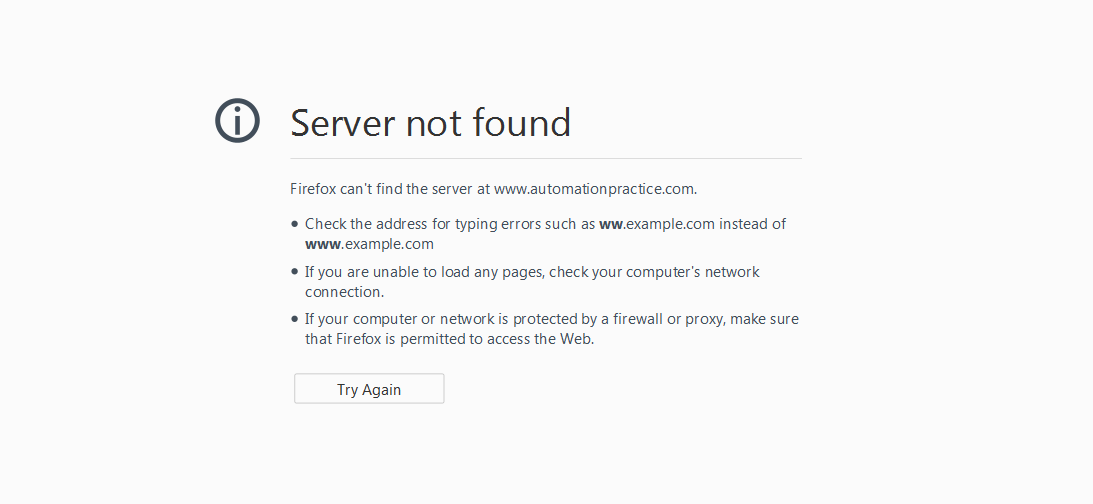 Server not found
Firefox can't find the server at www.automationpractice.com.
• Check the address for typing errors such as ww.example.com instead of
www.example.com
• If you are unable to load any pages, check your computer's network
connection.
• If your computer or network is protected by a firewall or proxy, make sure
that Firefox is permitted to access the Web.
Try Again